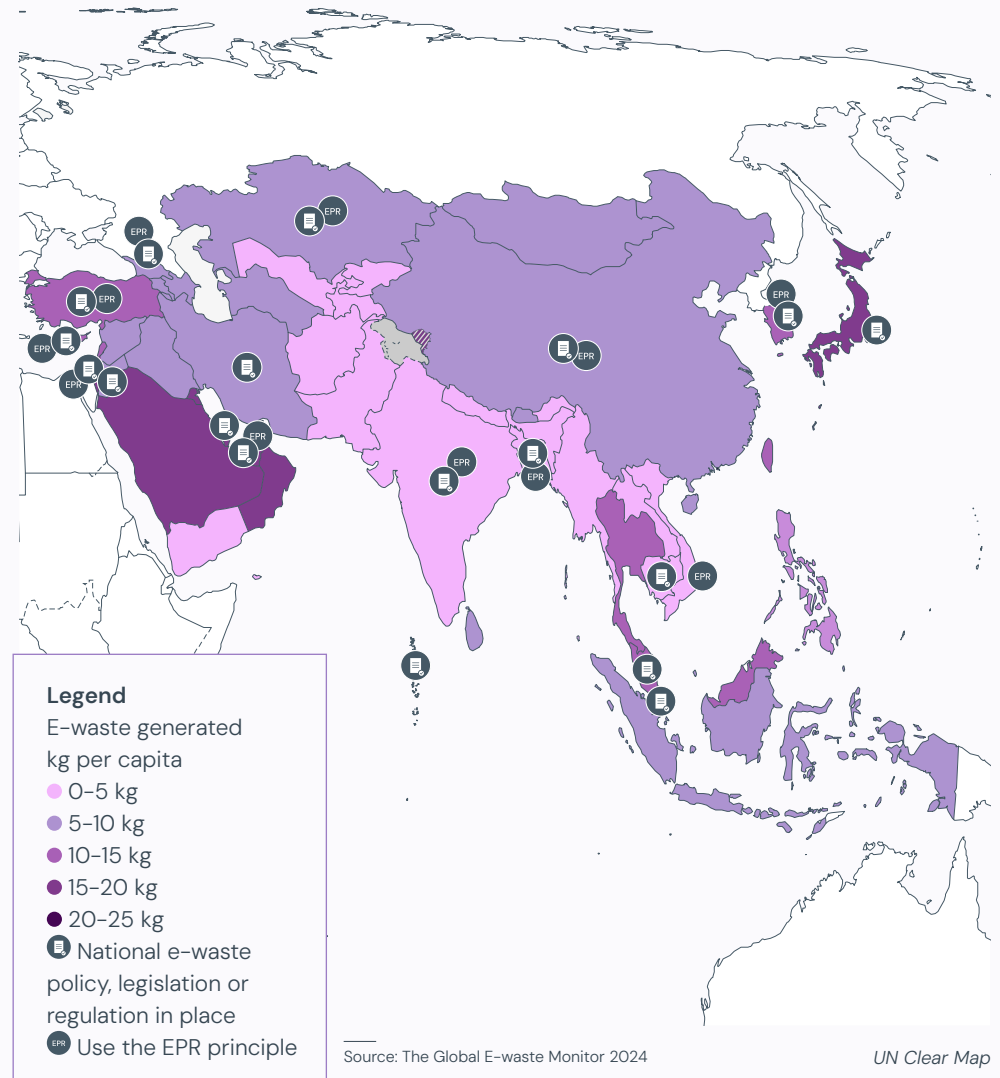 EPR
EPR
EPR
EPR
EPR
EPR
EPR
EPR
EPR
EPR
EPR
Legend
E-waste generated
kg per capita
0-5 kg
5-10 kg
10-15 kg
15-20 kg
20-25 kg
National e-waste
policy, legislation or
regulation in place
EPR Use the EPR principle
Source: The Global E-waste Monitor 2024
UN Clear Map